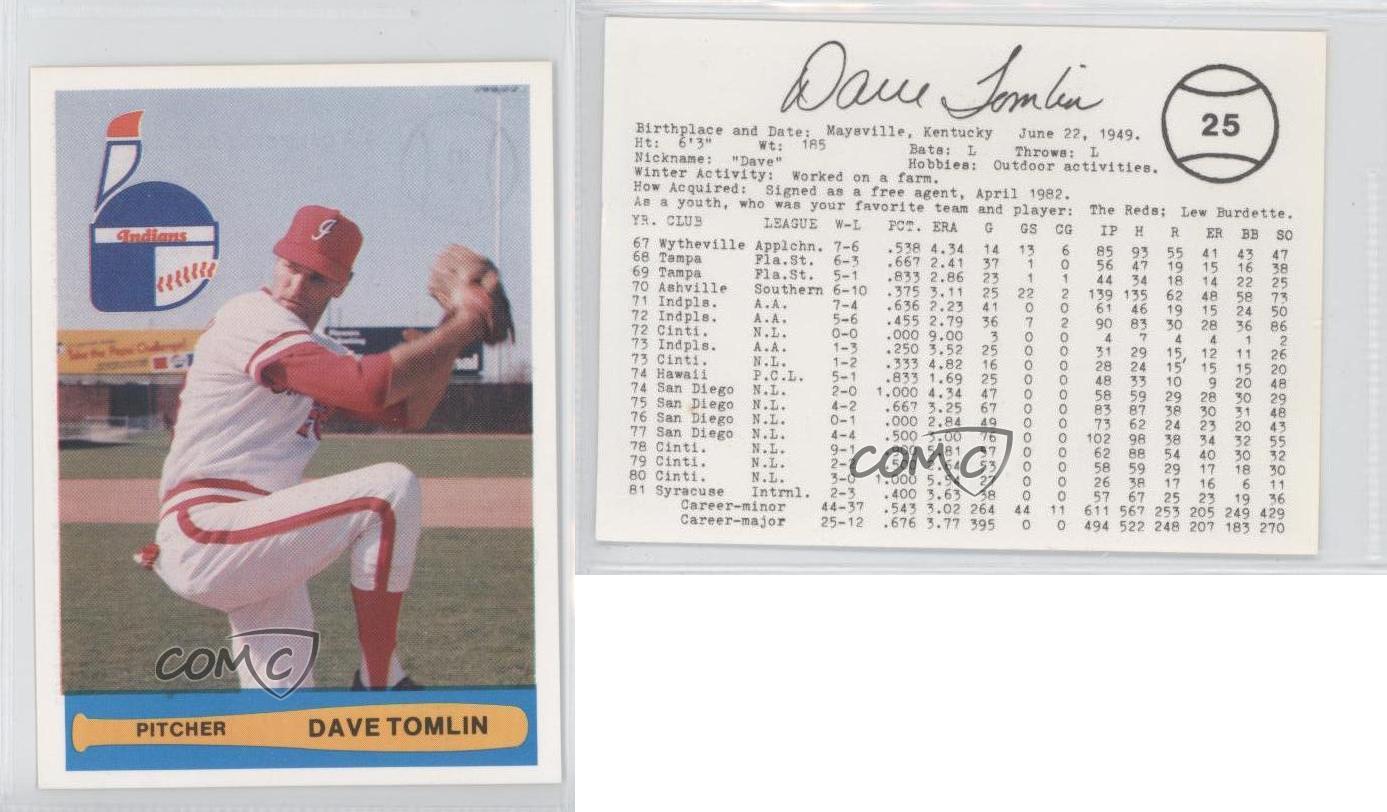 Indians
Take the Pepsi Challenge!
PITCHER DAVE TOMLIN
COMC
Dave Tomlin
25
Birthplace and Date: Maysville, Kentucky June 22, 1949.
Ht: 6'3" Wt: 185 Bats: L Throws: L
Nickname: "Dave" Hobbies: Outdoor activities.
Winter Activity: Worked on a farm.
How Acquired: Signed as a free agent, April 1982.
As a youth, who was your favorite team and player: The Reds; Lew Burdette.
YR. CLUB LEAGUE W-L PCT. ERA G GS CG IP H R ER BB SO
67 Wytheville Applchn. 7-6 .538 4.34 14 13 6 85 93 55 41 43 47
68 Tampa Fla.St. 6-3 .667 2.41 37 1 0 56 47 19 15 16 38
69 Tampa Fla.St. 5-1 .833 2.86 23 1 1 44 34 18 14 22 25
70 Ashville Southern 6-10 .375 3.11 25 22 2 139 135 62 48 58 73
71 Indpls. A.A. 7-4 .636 2.23 41 0 0 61 46 19 15 24 50
72 Indpls. A.A. 5-6 .455 2.79 36 7 2 90 83 30 28 36 86
72 Cinti. N.L. 0-0 .000 9.00 3 0 0 4 7 4 4 1 2
73 Indpls. A.A. 1-3 .250 3.52 25 0 0 31 29 15 12 11 26
73 Cinti. N.L. 1-2 .333 4.82 16 0 0 28 24 15 15 15 20
74 Hawaii P.C.L. 5-1 .833 1.69 25 0 0 48 33 10 9 20 48
74 San Diego N.L. 2-0 1.000 4.34 47 0 0 58 59 29 28 30 29
75 San Diego N.L. 4-2 .667 3.25 67 0 0 83 87 38 30 31 48
76 San Diego N.L. 0-1 .000 2.84 49 0 0 73 62 24 23 20 43
77 San Diego N.L. 4-4 .500 3.00 76 0 0 102 98 38 34 32 55
78 Cinti. N.L. 9-1 0 0 62 88 54 40 30 32
79 Cinti. N.L. 53 0 0 58 59 29 17 18 30
80 Cinti. N.L. 3-0 1.000 27 0 0 26 38 17 16 6 11
81 Syracuse Intrnl. 2-3 .400 3.63 38 0 0 57 67 25 23 19 36
Career-minor 44-37 .543 3.02 264 44 11 611 567 253 205 249 429
Career-major 25-12 .676 3.77 395 0 0 494 522 248 207 183 270
COMC